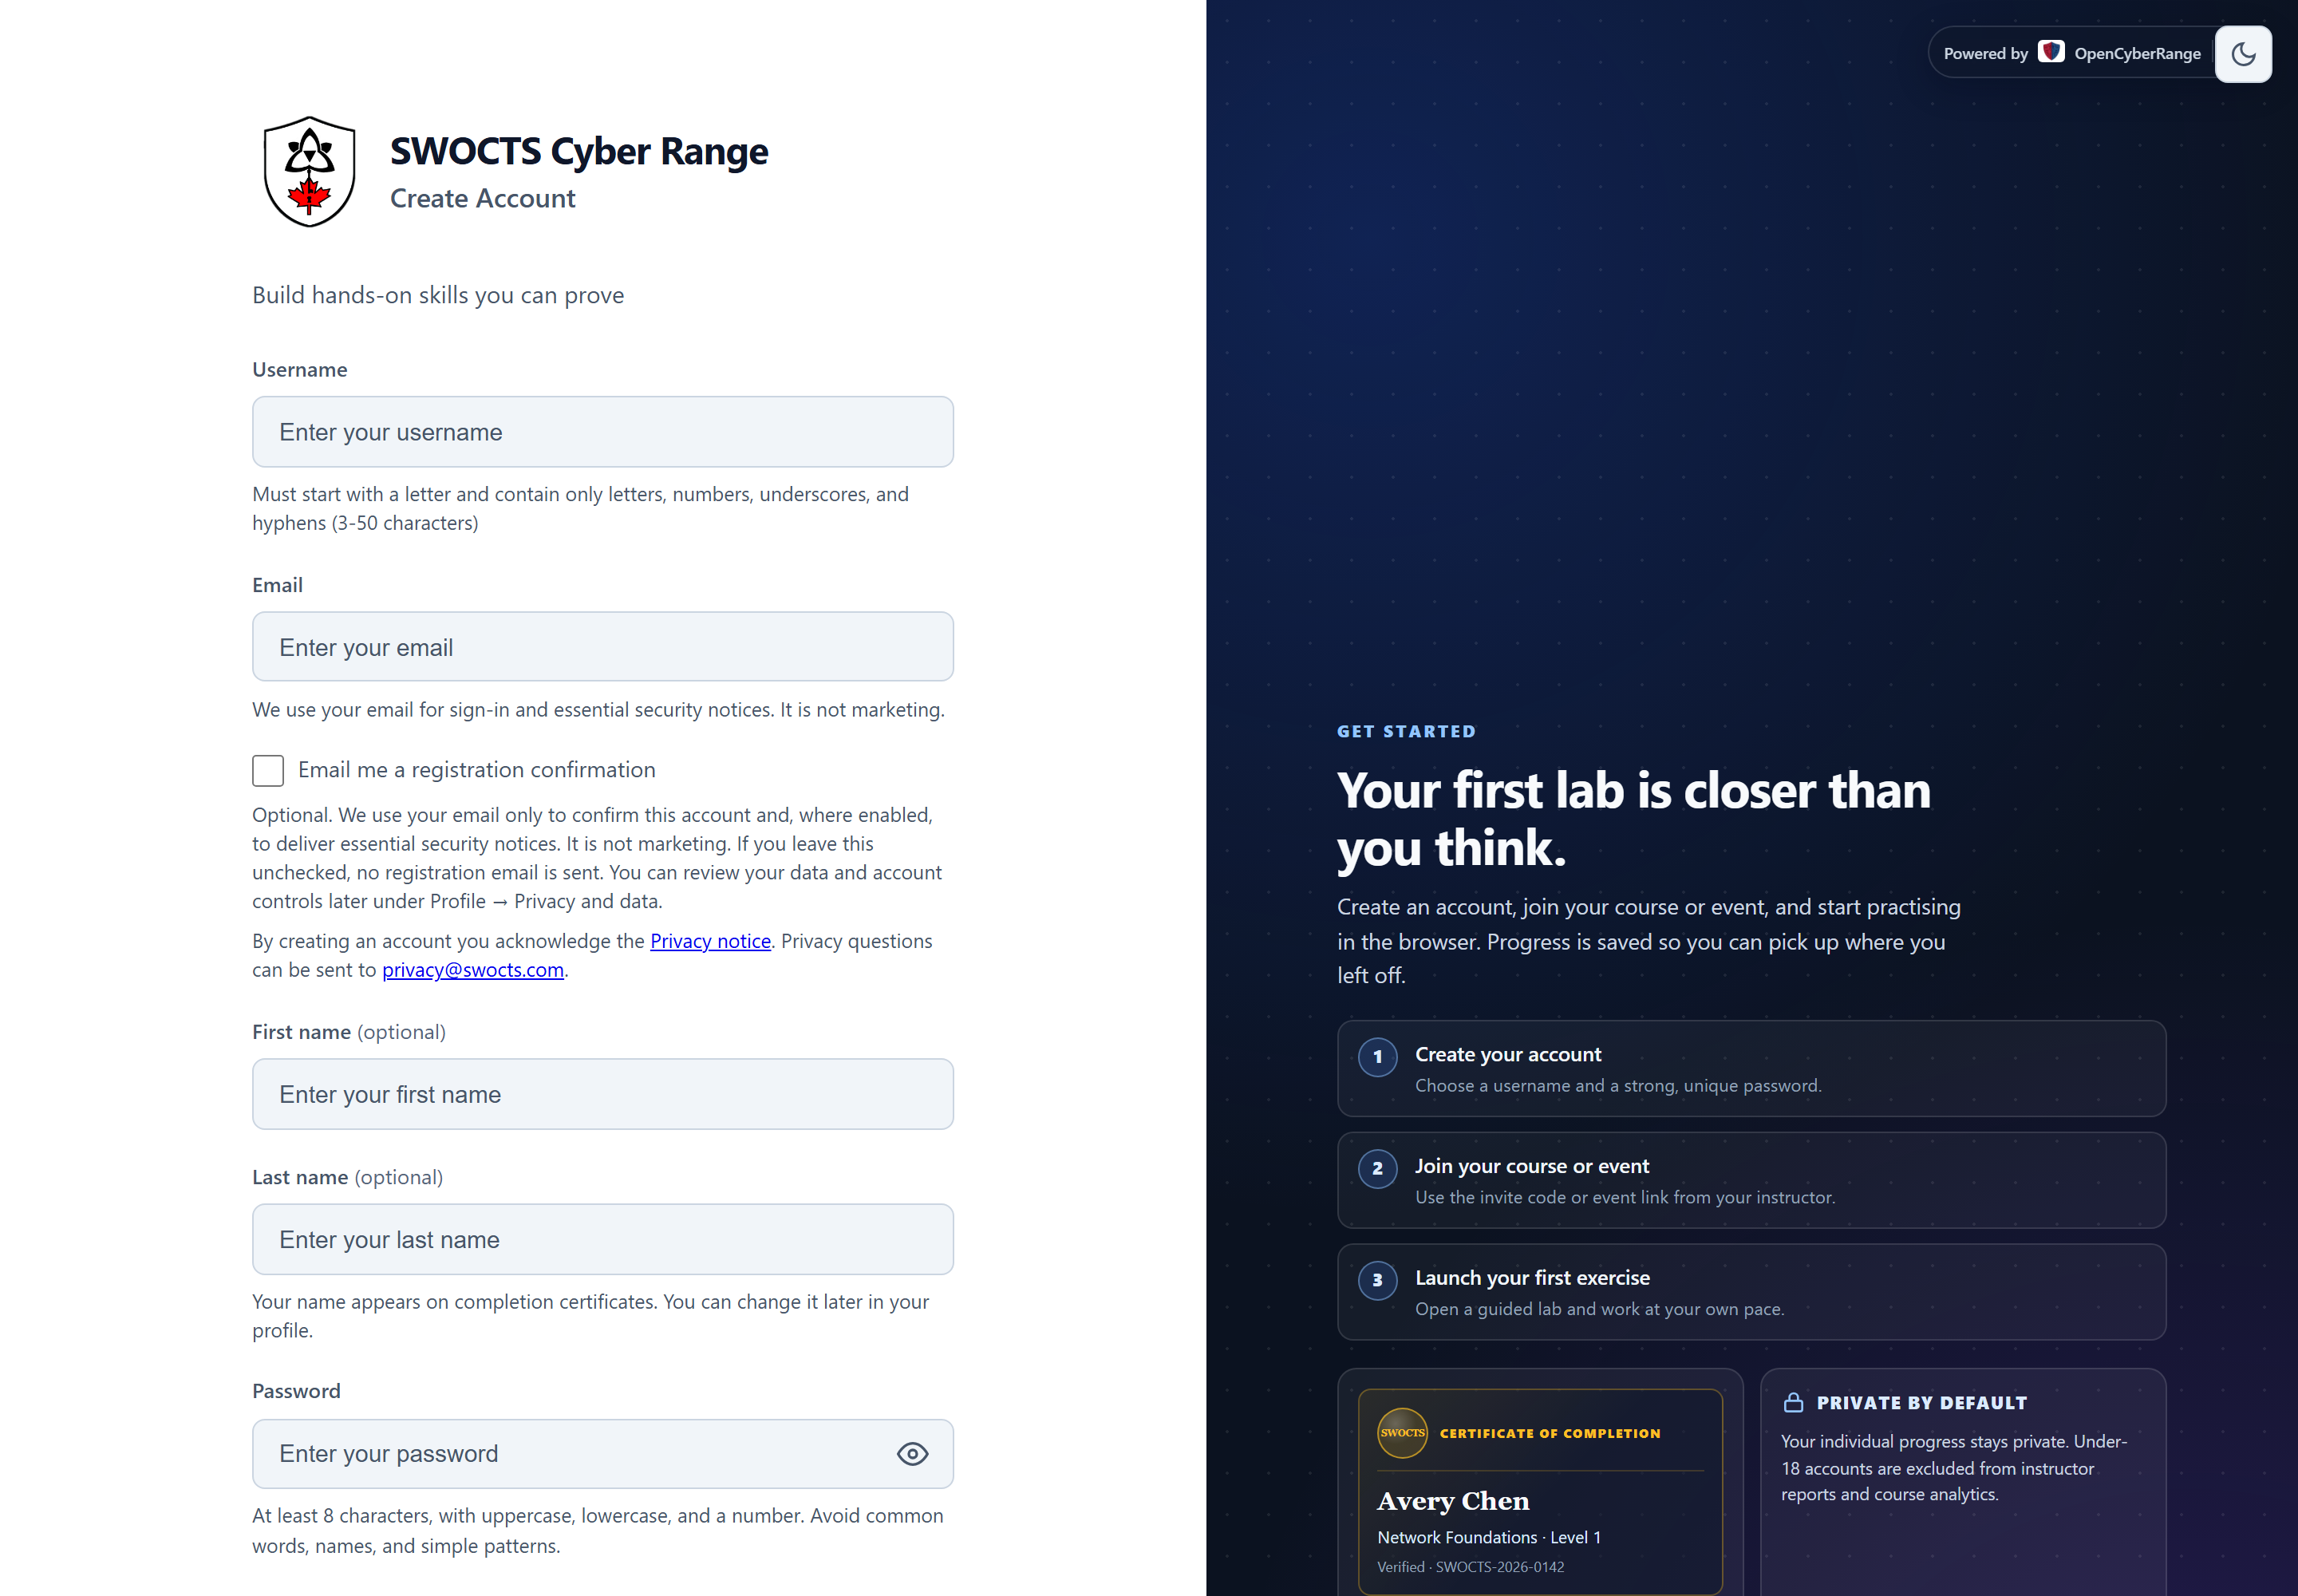 SWOCTS Cyber Range
Create Account
Build hands-on skills you can prove
Username
Enter your username
Must start with a letter and contain only letters, numbers, underscores, and
hyphens (3-50 characters)
Email
Enter your email
We use your email for sign-in and essential security notices. It is not marketing.
Email me a registration confirmation
Optional. We use your email only to confirm this account and, where enabled,
to deliver essential security notices. It is not marketing. If you leave this
unchecked, no registration email is sent. You can review your data and account
controls later under Profile → Privacy and data.
By creating an account you acknowledge the Privacy notice. Privacy questions
can be sent to privacy@swocts.com.
First name (optional)
Enter your first name
Last name (optional)
Enter your last name
Your name appears on completion certificates. You can change it later in your
profile.
Password
Enter your password
At least 8 characters, with uppercase, lowercase, and a number. Avoid common
words, names, and simple patterns.
Powered by OpenCyberRange
GET STARTED
Your first lab is closer than
you think.
Create an account, join your course or event, and start practising
in the browser. Progress is saved so you can pick up where you
left off.
1 Create your account
Choose a username and a strong, unique password.
2 Join your course or event
Use the invite code or event link from your instructor.
3 Launch your first exercise
Open a guided lab and work at your own pace.
SWOCTS CERTIFICATE OF COMPLETION
Avery Chen
Network Foundations · Level 1
Verified · SWOCTS-2026-0142
PRIVATE BY DEFAULT
Your individual progress stays private. Under-
18 accounts are excluded from instructor
reports and course analytics.